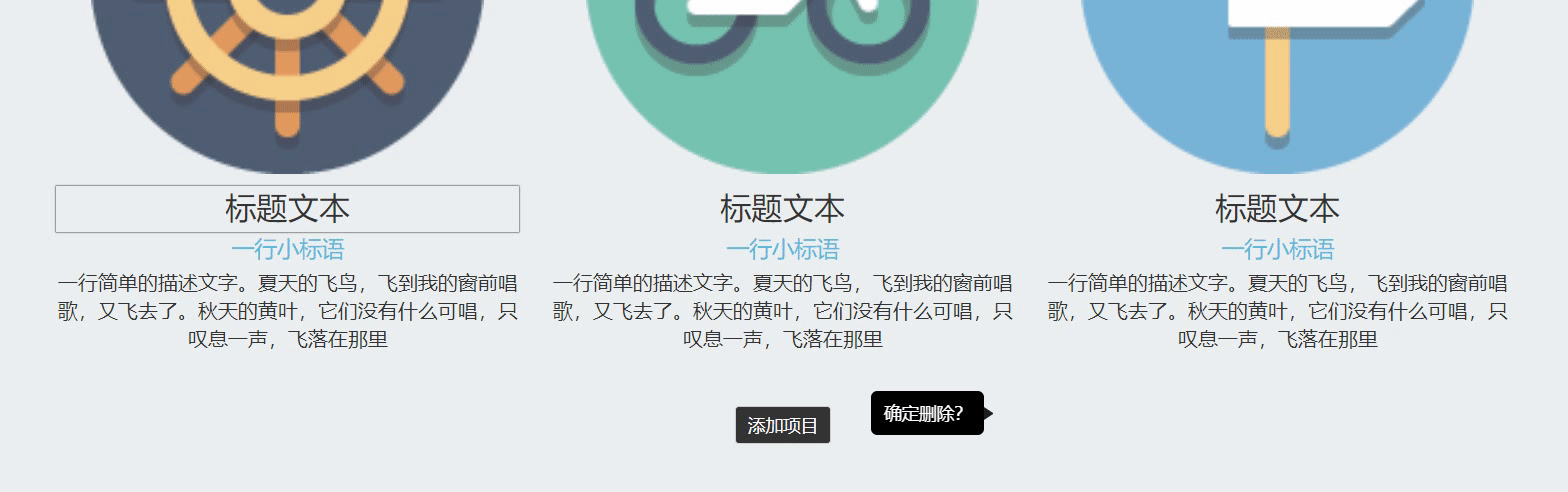 标题文本
一行小标语
一行简单的描述文字。夏天的飞鸟，飞到我的窗前唱
歌，又飞去了。秋天的黄叶，它们没有什么可唱，只
叹息一声，飞落在那里
标题文本
一行小标语
一行简单的描述文字。夏天的飞鸟，飞到我的窗前唱
歌，又飞去了。秋天的黄叶，它们没有什么可唱，只
叹息一声，飞落在那里
标题文本
一行小标语
一行简单的描述文字。夏天的飞鸟，飞到我的窗前唱
歌，又飞去了。秋天的黄叶，它们没有什么可唱，只
叹息一声，飞落在那里
添加项目
确定删除?